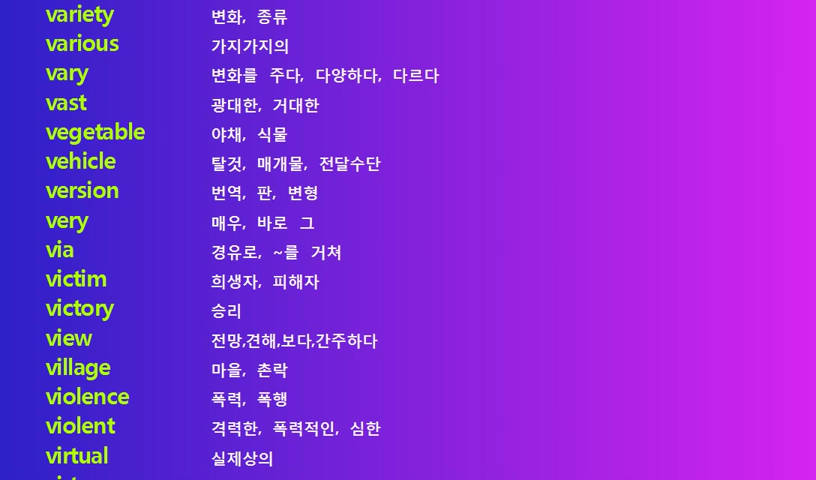 variety 변화, 종류
various 가지가지의
vary 변화를 주다, 다양하다, 다르다
vast 광대한, 거대한
vegetable 야채, 식물
vehicle 탈것, 매개물, 전달수단
version 번역, 판, 변형
very 매우, 바로 그
via 경유로, ~를 거쳐
victim 희생자, 피해자
victory 승리
view 전망,견해,보다,간주하다
village 마을, 촌락
violence 폭력, 폭행
violent 격력한, 폭력적인, 심한
virtual 실제상의